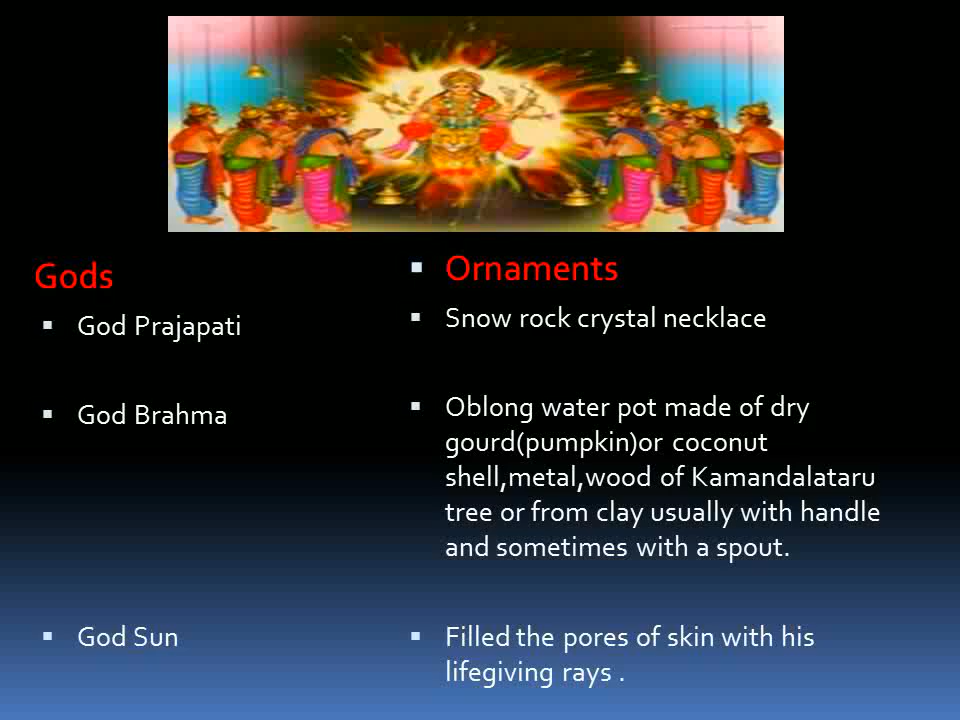 Gods
God Prajapati
God Brahma
God Sun
Ornaments
Snow rock crystal necklace
Oblong water pot made of dry
gourd(pumpkin)or coconut
shell,metal,wood of Kamandalataru
tree or from clay usually with handle
and sometimes with a spout.
Filled the pores of skin with his
lifegiving rays .